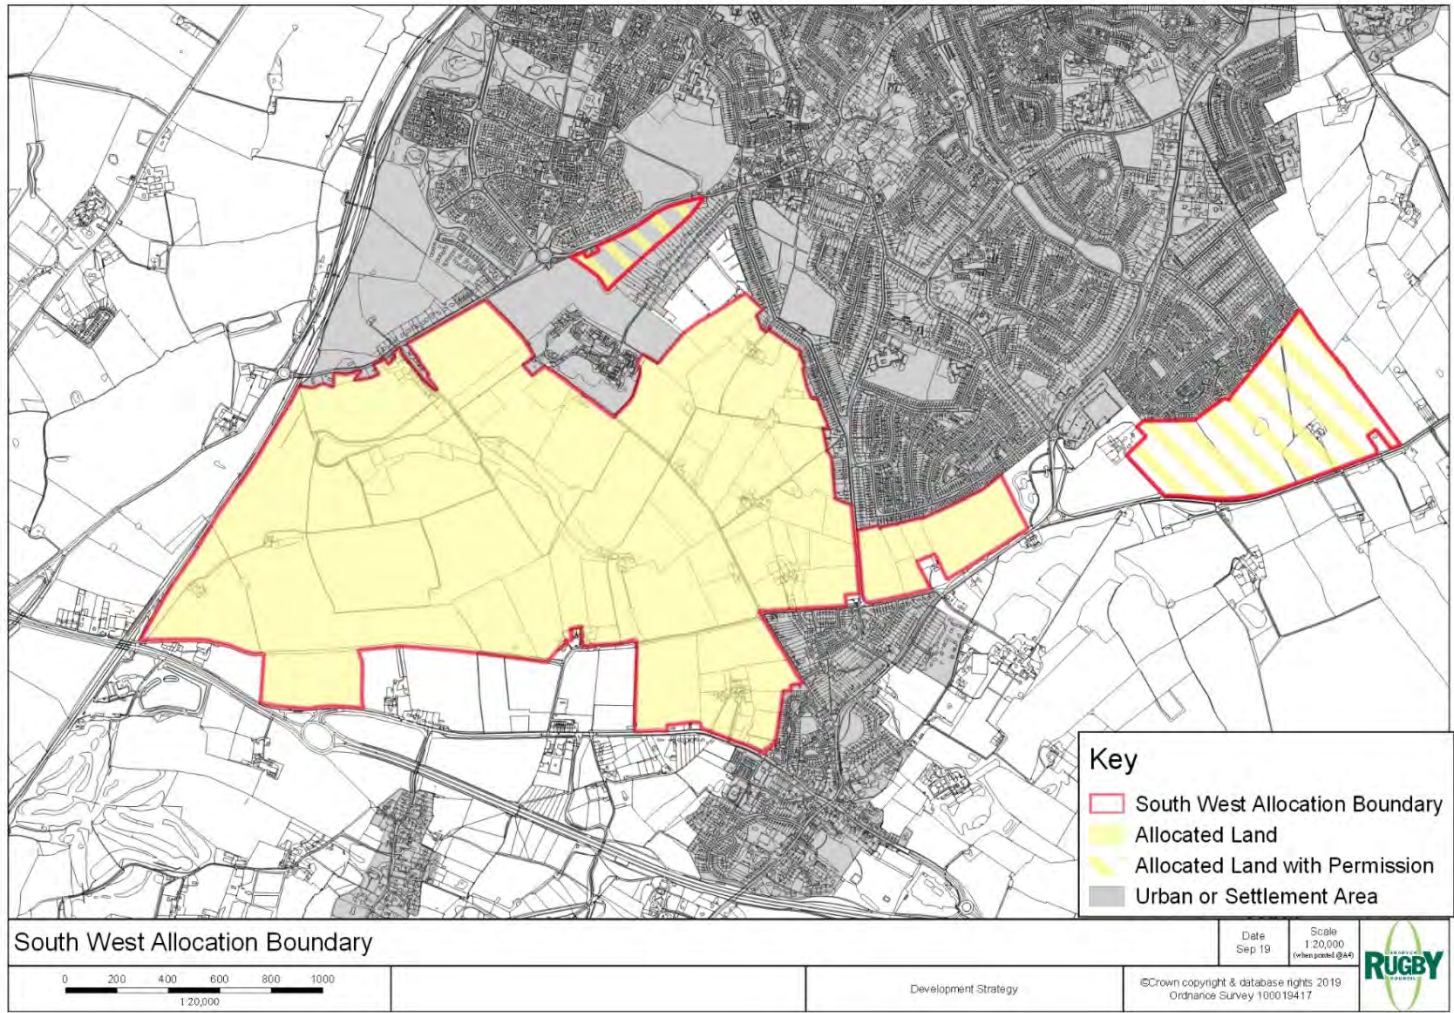 Key
South West Allocation Boundary
Allocated Land
Allocated Land with Permission
Urban or Settlement Area
South West Allocation Boundary
Date
Sep 19
Scale
1:20,000
(when printed @A4)
0 200 400 600 800 1000
1:20,000
Development Strategy
©Crown copyright & database rights 2019
Ordnance Survey 100019417
BOROUGH
RUGBY
COUNCIL